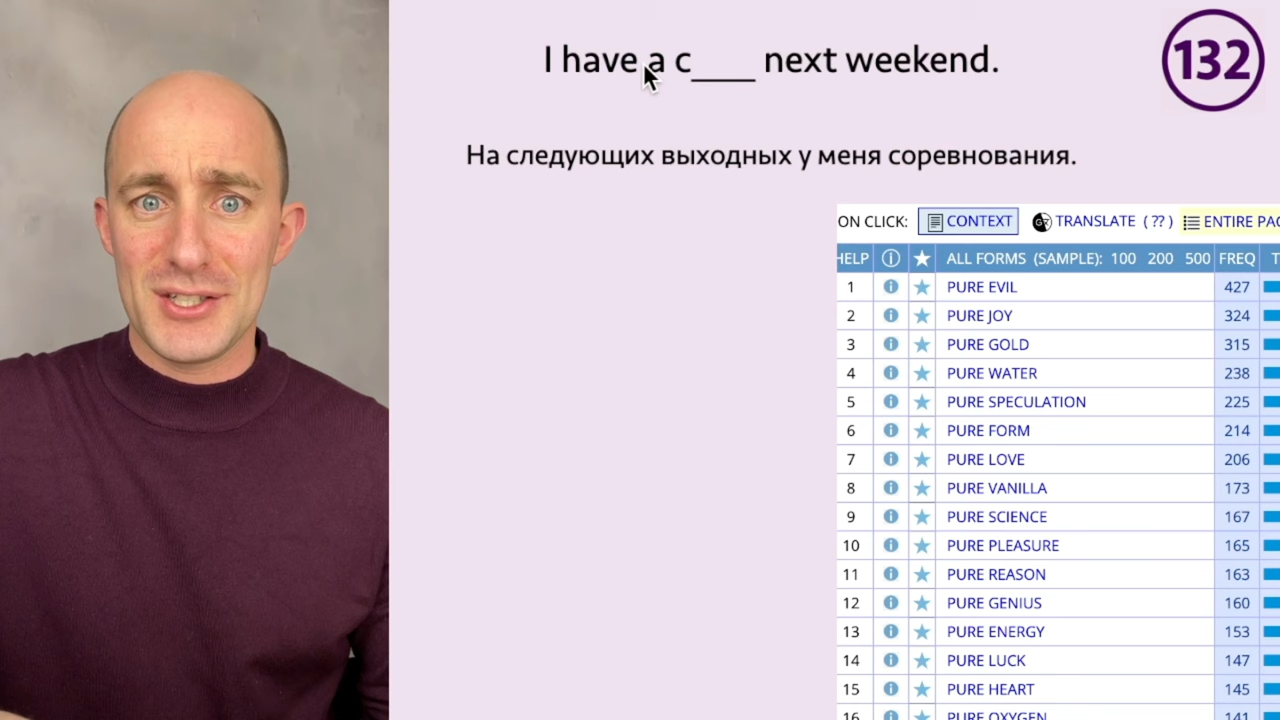 I have a c____ next weekend.
132
На следующих выходных у меня соревнования.
ON CLICK: CONTEXT TRANSLATE (??) ENTIRE PAG
HELP ALL FORMS (SAMPLE): 100 200 500 FREQ T
1 PURE EVIL 427
2 PURE JOY 324
3 PURE GOLD 315
4 PURE WATER 238
5 PURE SPECULATION 225
6 PURE FORM 214
7 PURE LOVE 206
8 PURE VANILLA 173
9 PURE SCIENCE 167
10 PURE PLEASURE 165
11 PURE REASON 163
12 PURE GENIUS 160
13 PURE ENERGY 153
14 PURE LUCK 147
15 PURE HEART 145
16 PURE OXYGEN 141